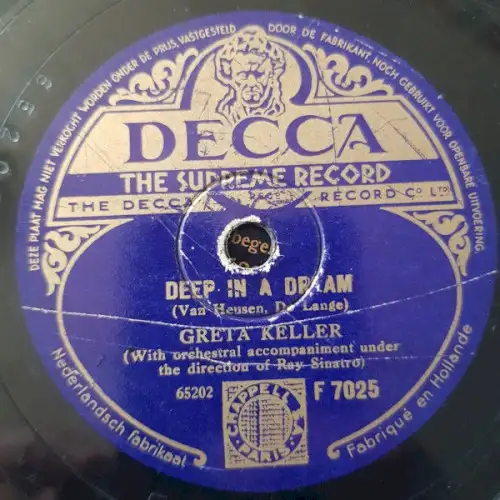 DEZE PLAAT MAG NIET VERKOCHT WORDEN ONDER DE PRIJS, VASTGESTELD DOOR DE FABRIKANT, NOCH GEBRUIKT VOOR OPENBARE UITVOERING
DECCA
THE SUPREME RECORD
THE DECCA RECORD CO LTD
DEEP IN A DREAM
(Van Heusen, De Lange)
GRETA KELLER
(With orchestral accompaniment under
the direction of Ray Sinatro)
65202
F 7025
CHAPPELL
PARIS
Nederlandsch fabrikaat
Fabriqué en Hollande